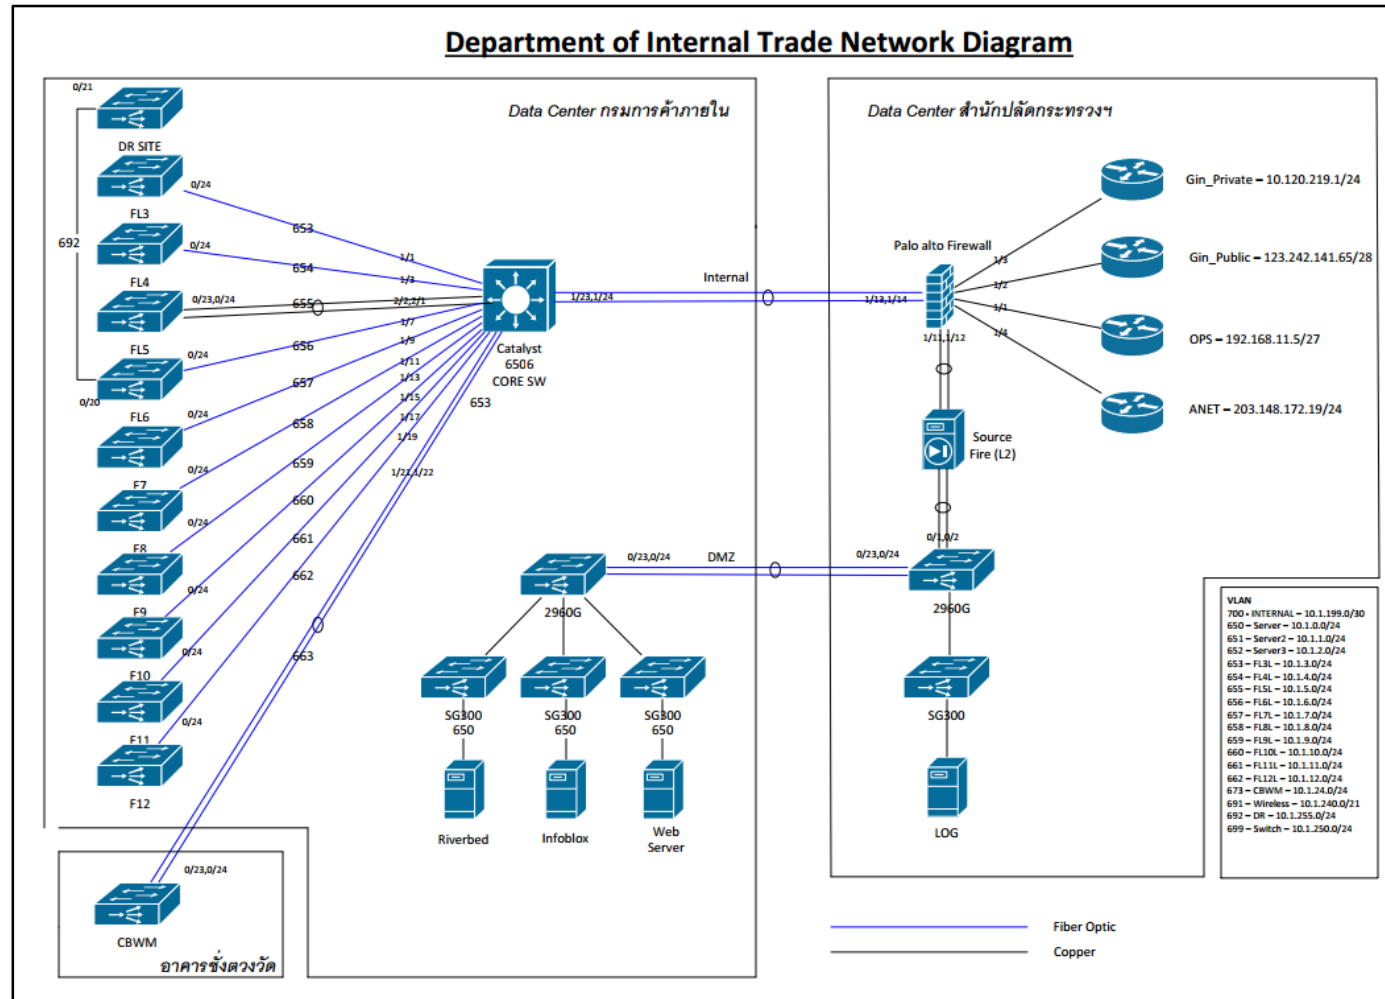 Department of Internal Trade Network Diagram
Data Center กรมการค้าภายใน
Data Center สำนักปลัดกระทรวงฯ
0/21
DR SITE
0/24
FL3
0/24
692
FL4
0/23,0/24
FL5
0/24
0/20
FL6
0/24
F7
0/24
F8
0/24
F9
0/24
F10
0/24
F11
0/24
F12
653
654
655
656
657
658
659
660
661
662
663
1/1
1/3
2/2,2/1
1/7
1/9
1/11
1/13
1/15
1/17
1/19
1/21,1/22
Catalyst
6506
CORE SW
653
1/23,1/24
Internal
1/13,1/14
Palo alto Firewall
1/3
1/2
1/1
1/4
1/11,1/12
Gin_Private – 10.120.219.1/24
Gin_Public – 123.242.141.65/28
OPS – 192.168.11.5/27
ANET – 203.148.172.19/24
Source
Fire (L2)
0/1,0/2
0/23,0/24
DMZ
0/23,0/24
2960G
2960G
SG300
650
SG300
650
SG300
650
SG300
Riverbed
Infoblox
Web
Server
LOG
0/23,0/24
CBWM
อาคารชั่งตวงวัด
VLAN
700 - INTERNAL – 10.1.199.0/30
650 – Server – 10.1.0.0/24
651 – Server2 – 10.1.1.0/24
652 – Server3 – 10.1.2.0/24
653 – FL3L – 10.1.3.0/24
654 – FL4L – 10.1.4.0/24
655 – FL5L – 10.1.5.0/24
656 – FL6L – 10.1.6.0/24
657 – FL7L – 10.1.7.0/24
658 – FL8L – 10.1.8.0/24
659 – FL9L – 10.1.9.0/24
660 – FL10L – 10.1.10.0/24
661 – FL11L – 10.1.11.0/24
662 – FL12L – 10.1.12.0/24
673 – CBWM – 10.1.24.0/24
691 – Wireless – 10.1.240.0/21
692 – DR – 10.1.255.0/24
699 – Switch – 10.1.250.0/24
Fiber Optic
Copper